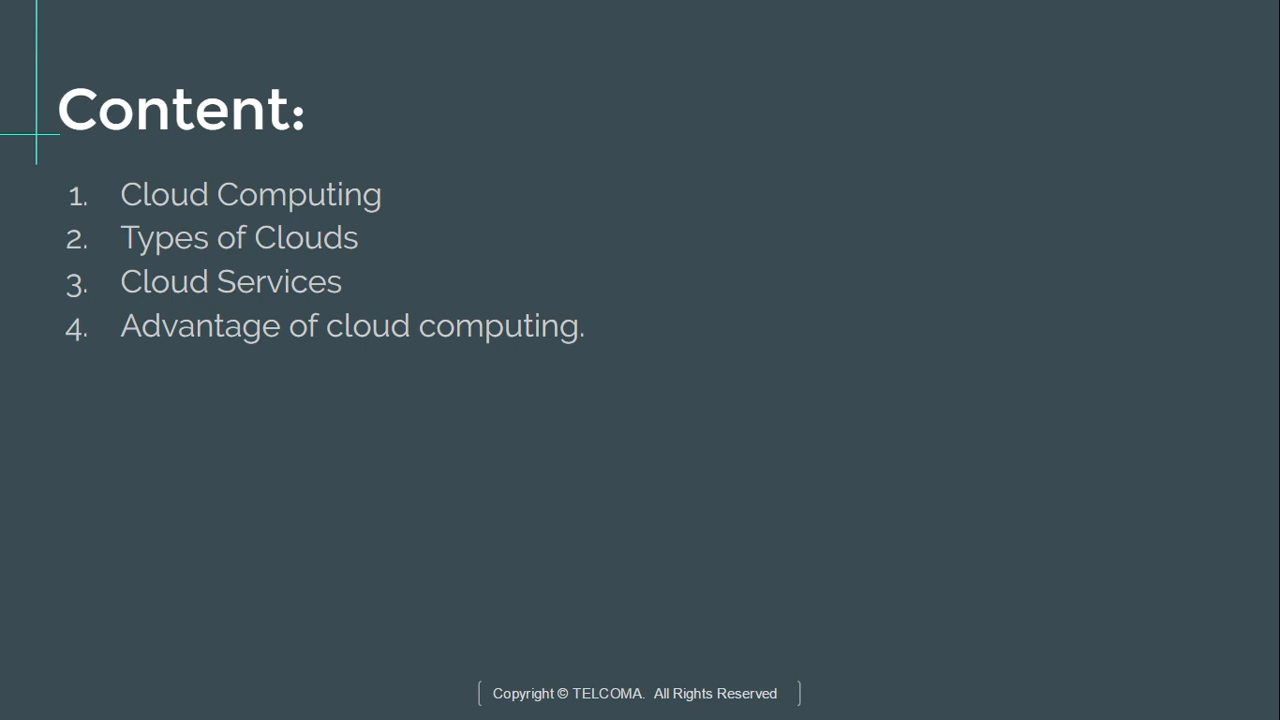 Content:
1. Cloud Computing
2. Types of Clouds
3. Cloud Services
4. Advantage of cloud computing.
Copyright © TELCOMA. All Rights Reserved